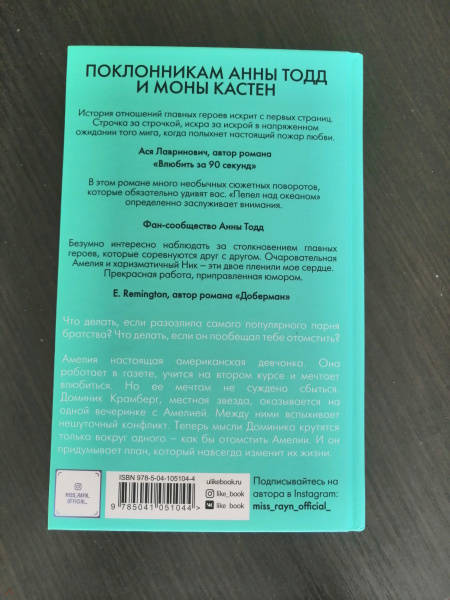 ПОКЛОННИКАМ АННЫ ТОДД
И МОНЫ КАСТЕН
История отношений главных героев искрит с первых страниц.
Строчка за строчкой, искра за искрой в напряженном
ожидании того мига, когда полыхнет настоящий пожар любви.
Ася Лавринович, автор романа
«Влюбить за 90 секунд»
В этом романе много необычных сюжетных поворотов,
которые обязательно удивят вас. «Пепел над океаном»
определенно заслуживает внимания.
Фан-сообщество Анны Тодд
Безумно интересно наблюдать за столкновением главных
героев, которые соревнуются друг с другом. Очаровательная
Амелия и харизматичный Ник – эти двое пленили мое сердце.
Прекрасная работа, приправленная юмором.
E. Remington, автор романа «Доберман»
Что делать, если разозлила самого популярного парня
братства? Что делать, если он пообещал тебе отомстить?
Амелия настоящая американская девчонка. Она
работает в газете, учится на втором курсе и мечтает
влюбиться. Но ее мечтам не суждено сбыться.
Доминик Крамберг, местная звезда, оказывается на
одной вечеринке с Амелией. Между ними вспыхивает
нешуточный конфликт. Теперь мысли Доминика крутятся
только вокруг одного – как бы отомстить Амелии. И он
придумывает план, который навсегда изменит их жизни.
MISS_RAYN_
OFFICIAL_
ISBN 978-5-04-105104-4
9 785041 051044 >
ulikebook.ru
like_book
like_book
Подписывайтесь на
автора в Instagram:
miss_rayn_official_